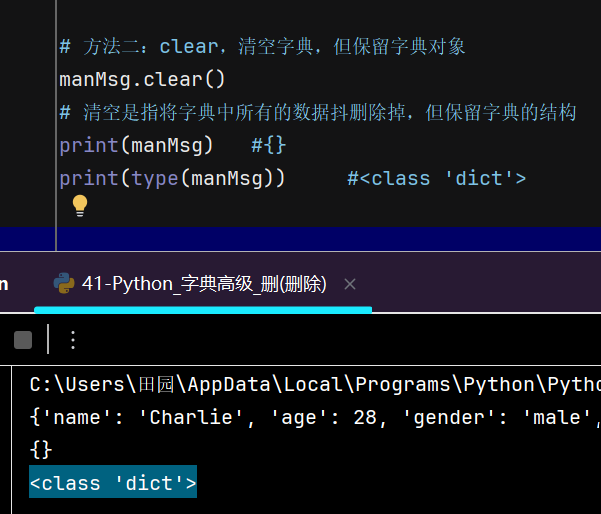 # 方法二：clear，清空字典，但保留字典对象
manMsg.clear()
# 清空是指将字典中所有的数据抖删除掉，但保留字典的结构
print(manMsg)   #{}
print(type(manMsg))     #<class 'dict'>
n
41-Python_字典高级_删(删除)
C:\Users\田园\AppData\Local\Programs\Python\Pytho
{'name': 'Charlie', 'age': 28, 'gender': 'male',
{}
<class 'dict'>